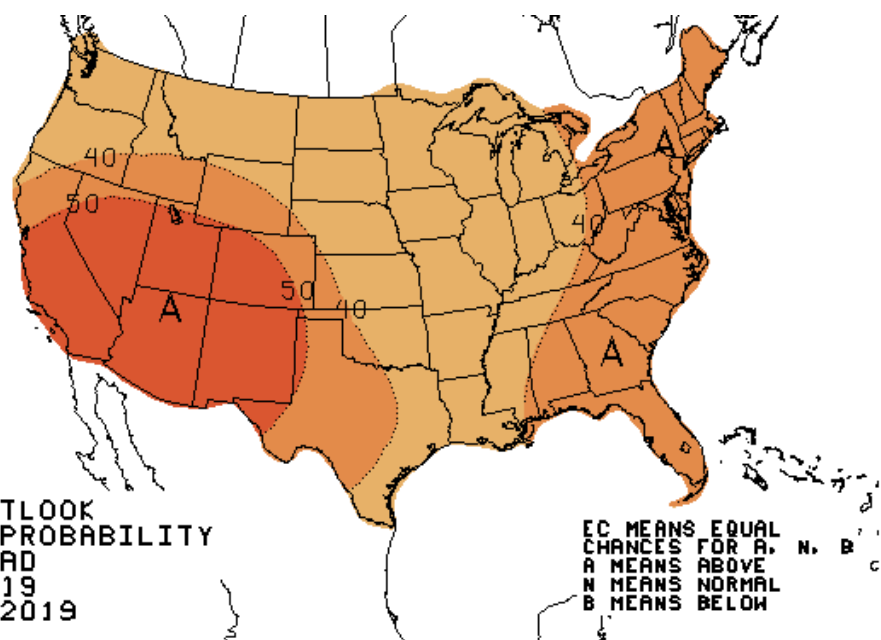 A
40
50
40
50
A
40
A
TLOOK
PROBABILITY
AD
19
2019
EC MEANS EQUAL
CHANCES FOR A, N, B
A MEANS ABOVE
N MEANS NORMAL
B MEANS BELOW